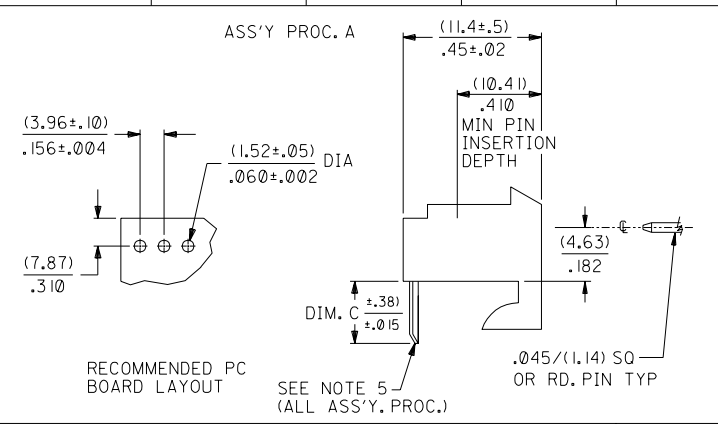 ASS'Y PROC. A
(11.4±.5)
.45±.02
(10.41)
.410
MIN PIN
INSERTION
DEPTH
(3.96±.10)
.156±.004
(1.52±.05)
.060±.002
DIA
(7.87)
.310
(4.63)
.182
DIM. C
±.38)
±.015
RECOMMENDED PC
BOARD LAYOUT
SEE NOTE 5
(ALL ASS'Y. PROC.)
.045/(1.14) SQ
OR RD. PIN TYP